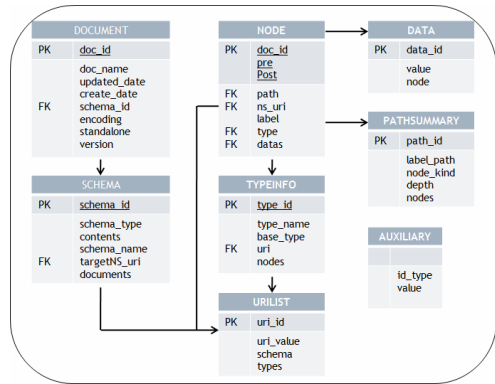 DOCUMENT
PK doc_id
doc_name
updated_date
create_date
FK schema_id
encoding
standalone
version
SCHEMA
PK schema_id
schema_type
contents
schema_name
FK targetNS_uri
documents
NODE
PK doc_id
pre
Post
FK path
FK ns_uri
label
FK type
FK datas
TYPEINFO
PK type_id
type_name
base_type
FK uri
nodes
URILIST
PK uri_id
uri_value
schema
types
DATA
PK data_id
value
node
PATHSUMMARY
PK path_id
label_path
node_kind
depth
nodes
AUXILIARY
id_type
value